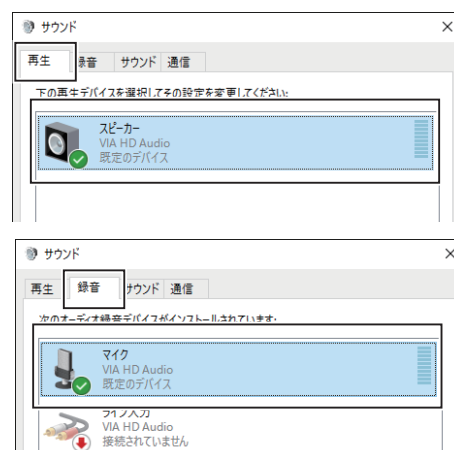 サウンド
再生 録音 サウンド 通信
下の再生デバイスを選択してその設定を変更してください:
スピーカー
VIA HD Audio
既定のデバイス
サウンド
再生 録音 サウンド 通信
次のオーディオ録音デバイスがインストールされています:
マイク
VIA HD Audio
既定のデバイス
ライン入力
VIA HD Audio
接続されていません